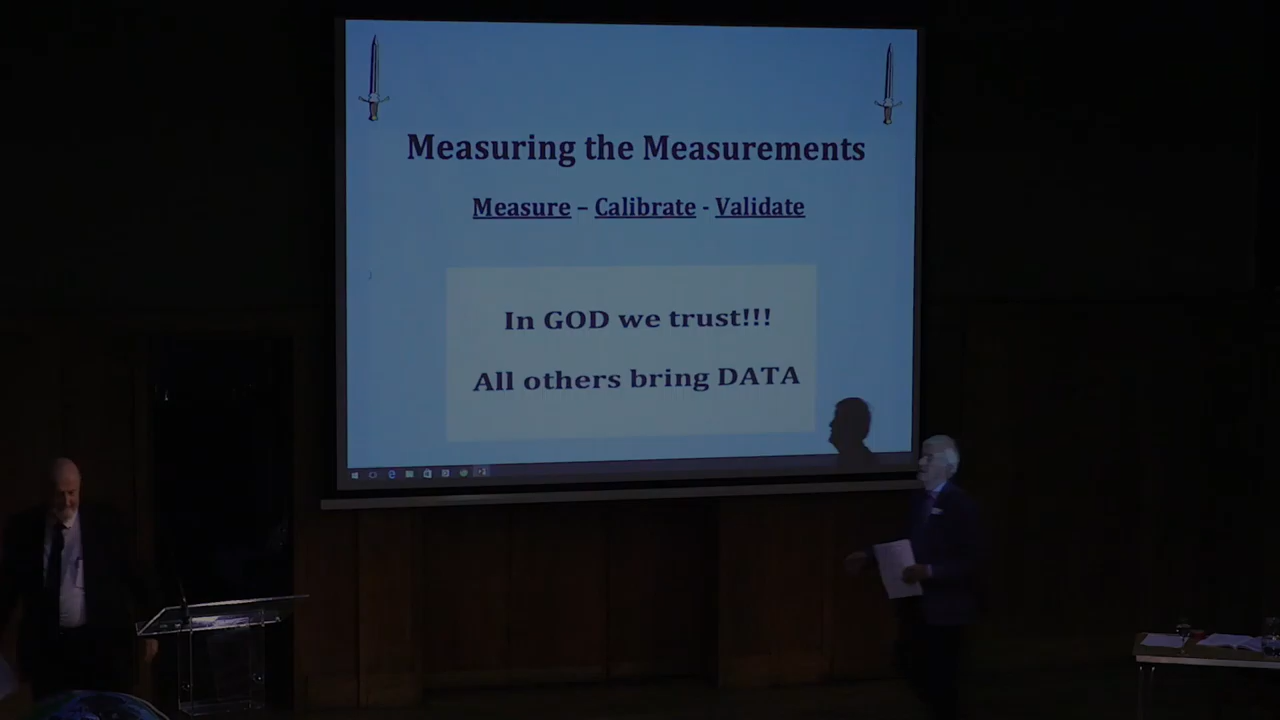 Measuring the Measurements
Measure – Calibrate - Validate
In GOD we trust!!!
All others bring DATA